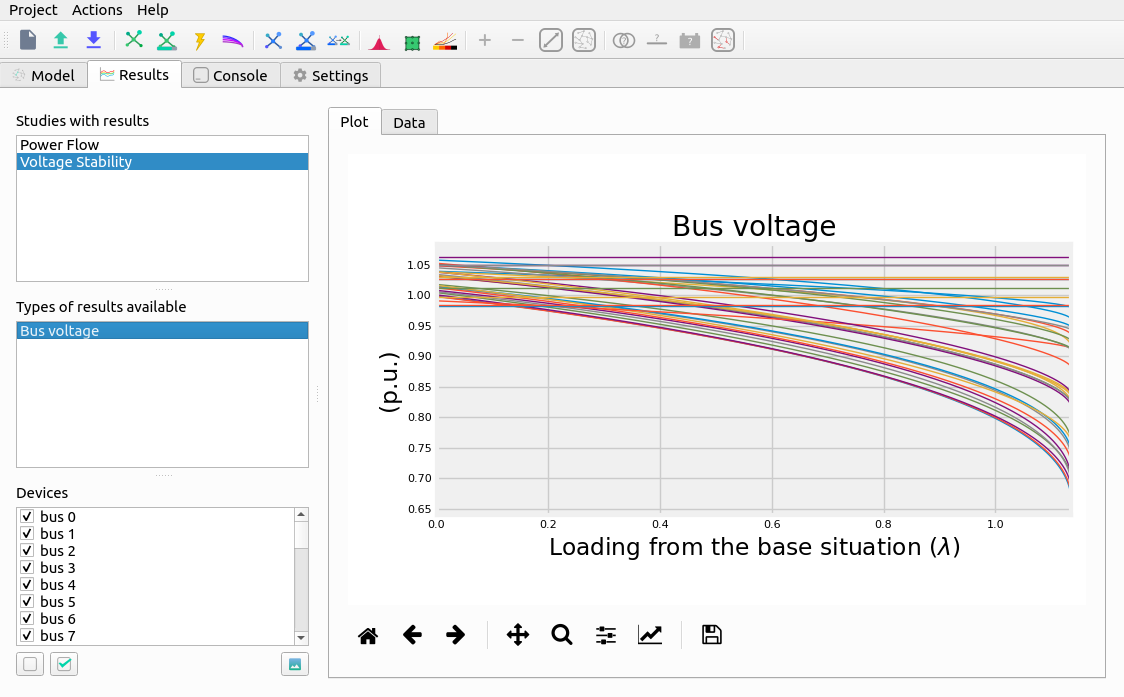 Project Actions Help
Model Results Console Settings
Studies with results
Power Flow
Voltage Stability
Types of results available
Bus voltage
Devices
bus 0
bus 1
bus 2
bus 3
bus 4
bus 5
bus 6
bus 7
Plot Data
Bus voltage
(p.u.)
1.05
1.00
0.95
0.90
0.85
0.80
0.75
0.70
0.65
0.0 0.2 0.4 0.6 0.8 1.0
Loading from the base situation (λ)